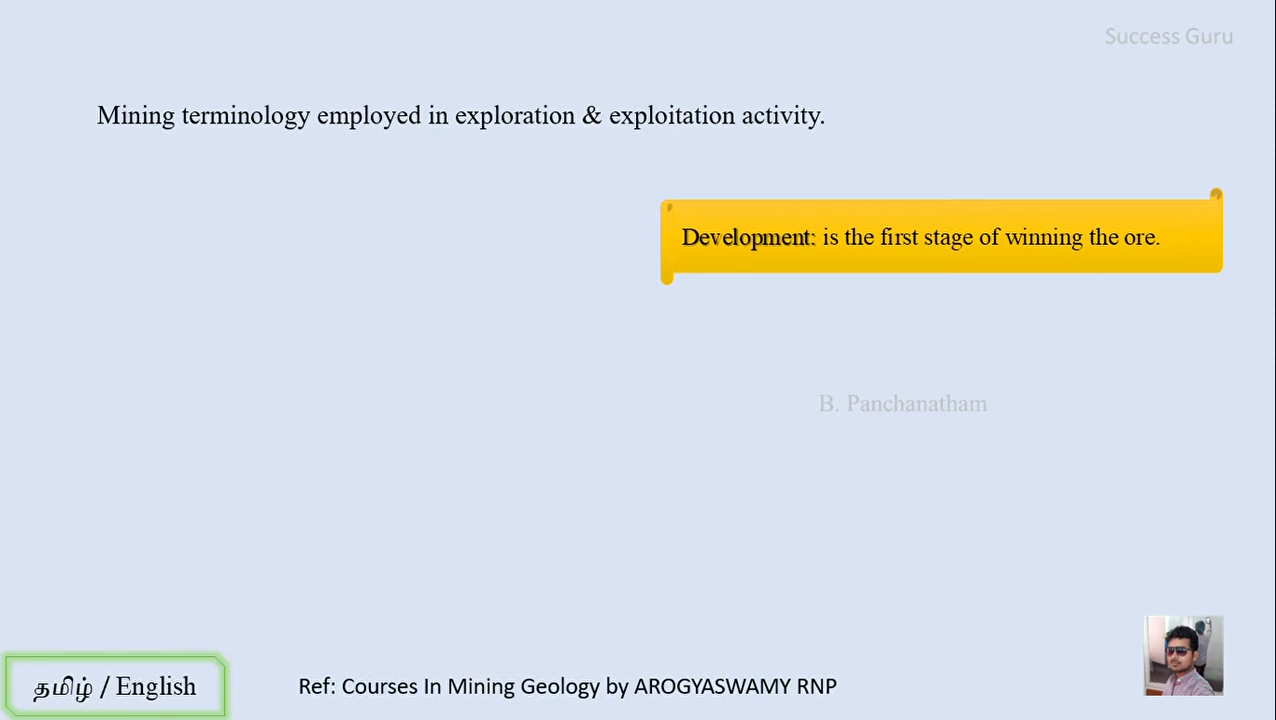 Success Guru
Mining terminology employed in exploration & exploitation activity.
Development: is the first stage of winning the ore.
B. Panchanatham
தமிழ் / English
Ref: Courses In Mining Geology by AROGYASWAMY RNP